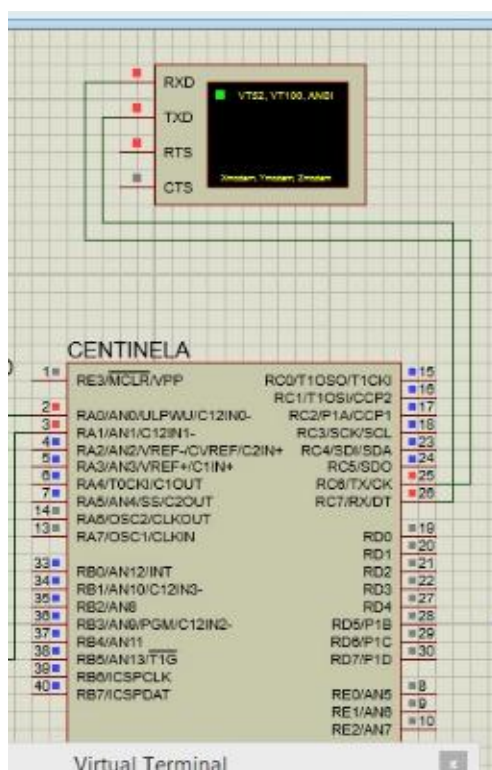 RXD
VT52, VT100, ANSI
TXD
RTS
CTS
Xmodem, Ymodem, Zmodem
CENTINELA
1
RE3/MCLR/VPP
2
RA0/AN0/ULPWU/C12IN0-
3
RA1/AN1/C12IN1-
4
RA2/AN2/VREF-/CVREF/C2IN+
5
RA3/AN3/VREF+/C1IN+
6
RA4/T0CKI/C1OUT
7
RA5/AN4/SS/C2OUT
14
RA6/OSC2/CLKOUT
13
RA7/OSC1/CLKIN
33
RB0/AN12/INT
34
RB1/AN10/C12IN3-
35
RB2/AN8
36
RB3/AN9/PGM/C12IN2-
37
RB4/AN11
38
RB5/AN13/T1G
39
RB6/ICSPCLK
40
RB7/ICSPDAT
RC0/T1OSO/T1CKI
15
RC1/T1OSI/CCP2
16
RC2/P1A/CCP1
17
RC3/SCK/SCL
18
RC4/SDI/SDA
23
RC5/SDO
24
RC6/TX/CK
25
RC7/RX/DT
26
RD0
19
RD1
20
RD2
21
RD3
22
RD4
27
RD5/P1B
28
RD6/P1C
29
RD7/P1D
30
RE0/AN5
8
RE1/AN6
9
RE2/AN7
10
Virtual Terminal